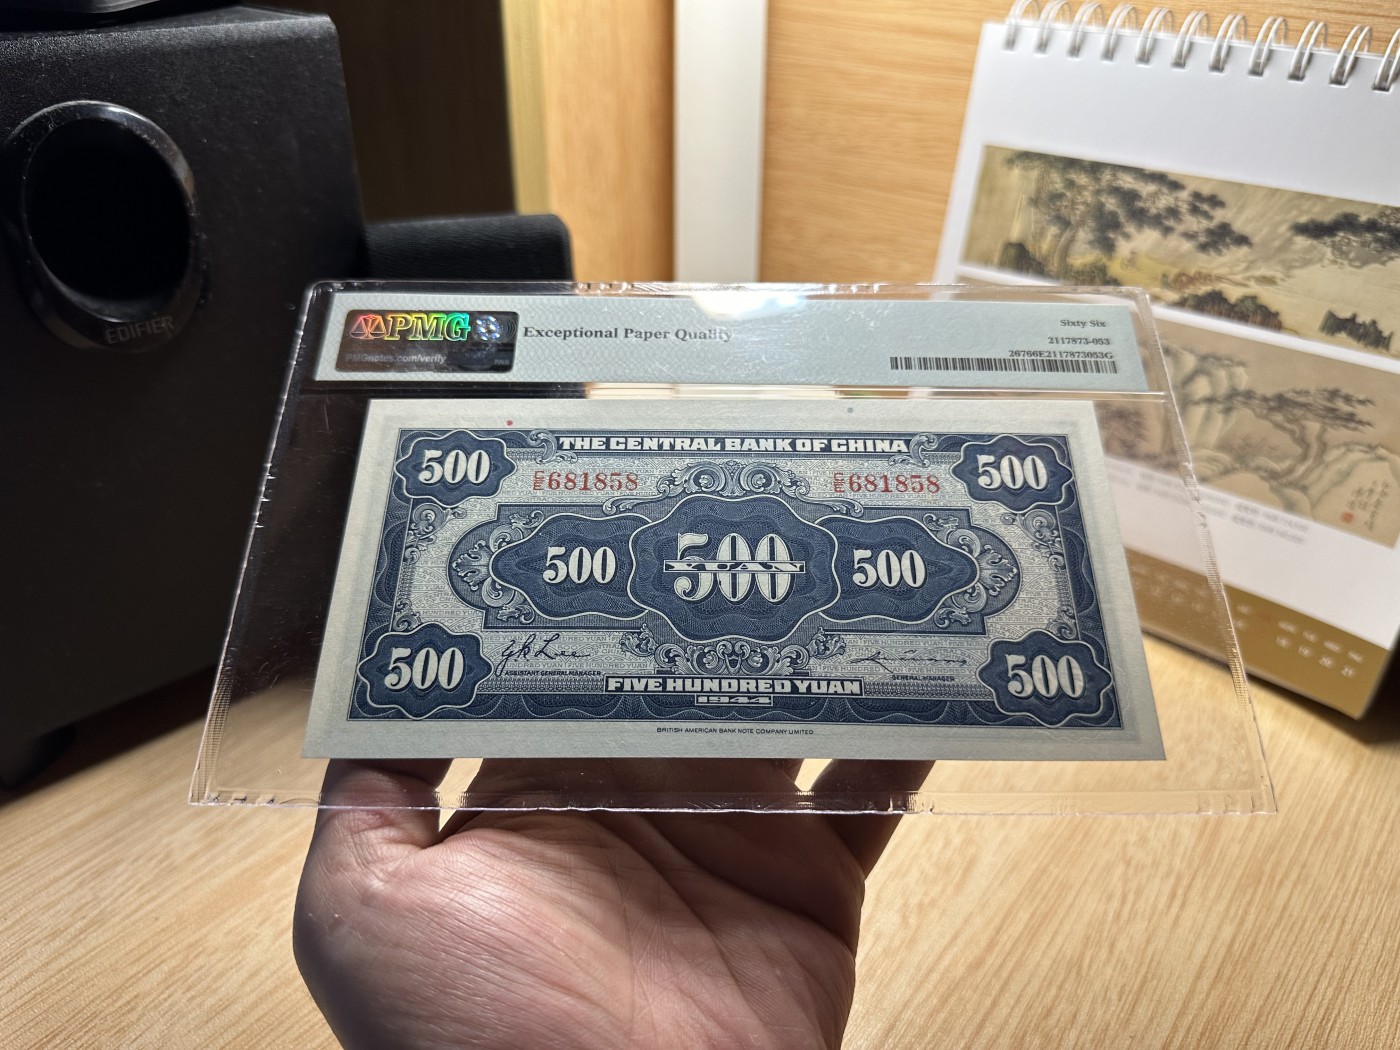 EDIFIER
PMG
PMGnotes.com/verify
Exceptional Paper Quality
Sixty Six
2117873-053
26766E2117873053G
THE CENTRAL BANK OF CHINA
500 500
681858 681858
500 500 500
YUAN
500 500
ASSISTANT GENERAL MANAGER
GENERAL MANAGER
FIVE HUNDRED YUAN
1944
BRITISH AMERICAN BANK NOTE COMPANY LIMITED